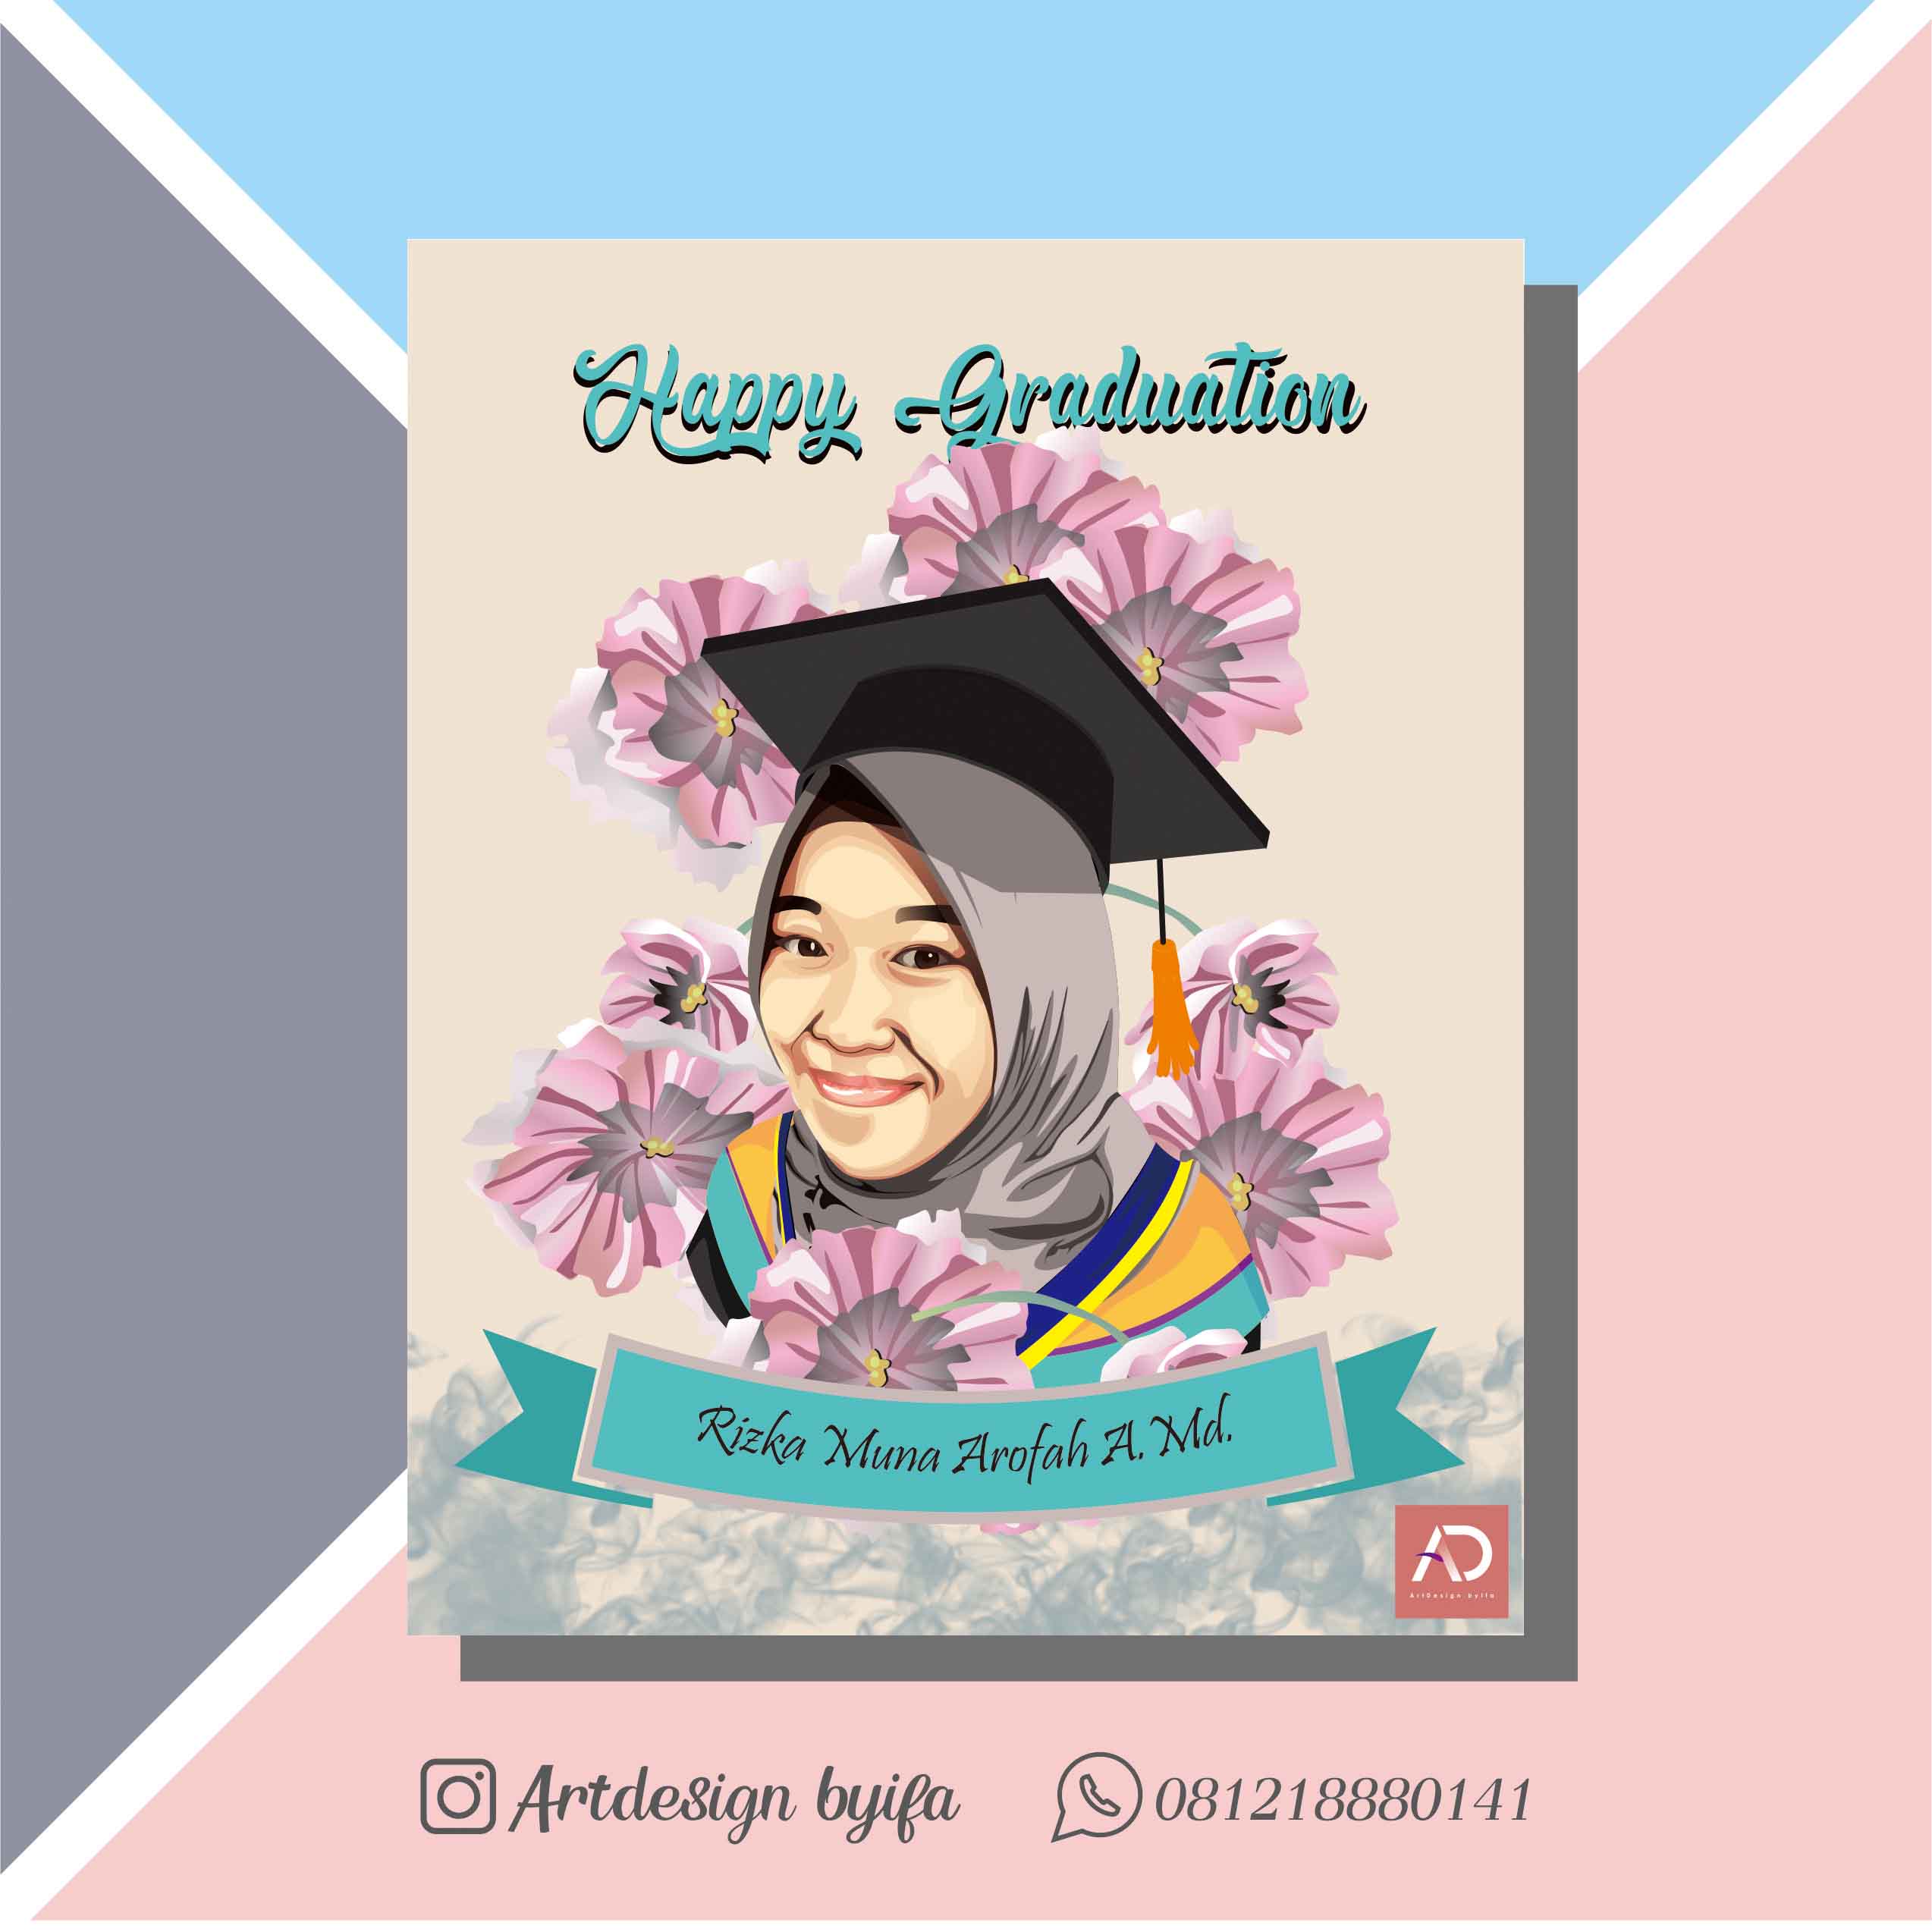 Happy Graduation
Rizka Muna Arofah A. Md.
AD
ArtDesign byifa
Artdesign byifa
081218880141